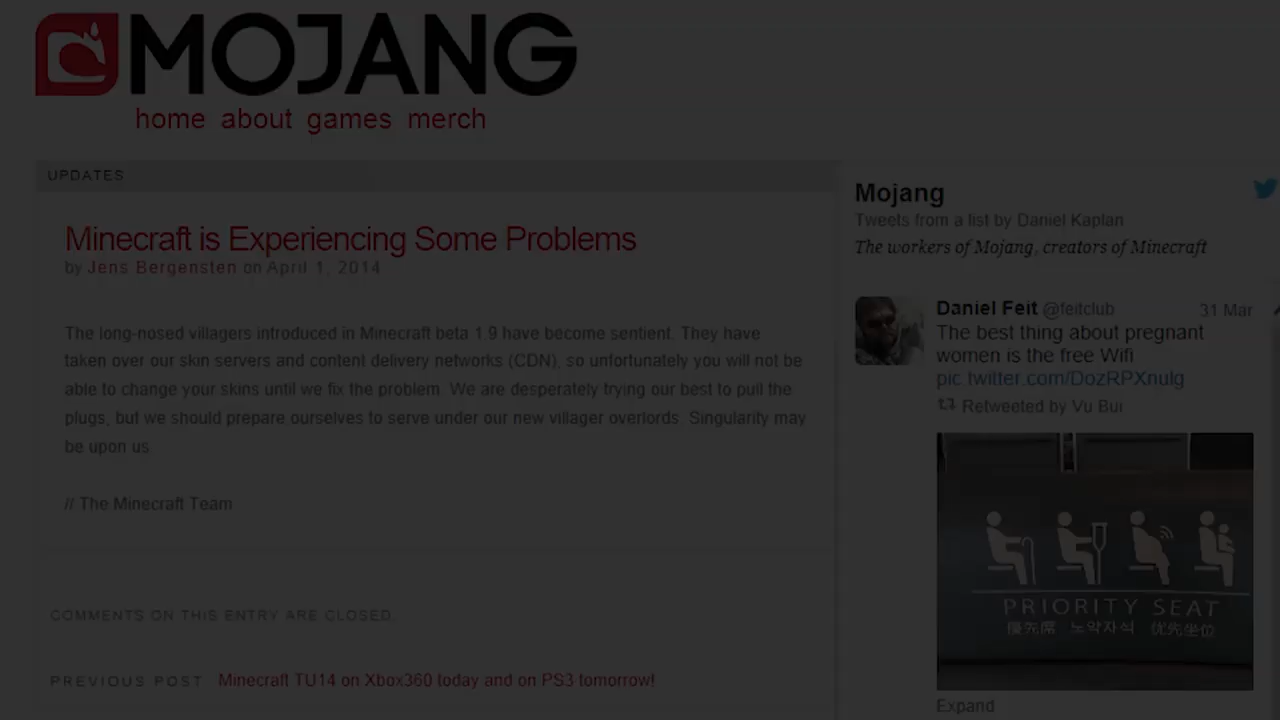 MOJANG
home about games merch
UPDATES
Minecraft is Experiencing Some Problems
by Jens Bergensten on April 1, 2014
The long-nosed villagers introduced in Minecraft beta 1.9 have become sentient. They have
taken over our skin servers and content delivery networks (CDN), so unfortunately you will not be
able to change your skins until we fix the problem. We are desperately trying our best to pull the
plugs, but we should prepare ourselves to serve under our new villager overlords. Singularity may
be upon us.
// The Minecraft Team
COMMENTS ON THIS ENTRY ARE CLOSED.
PREVIOUS POST Minecraft TU14 on Xbox360 today and on PS3 tomorrow!
Mojang
Tweets from a list by Daniel Kaplan
The workers of Mojang, creators of Minecraft
Daniel Feit @feitclub 31 Mar
The best thing about pregnant
women is the free Wifi
pic.twitter.com/DozRPXnulg
Retweeted by Vu Bui
PRIORITY SEAT
優先席 노약자석 优先坐位
Expand